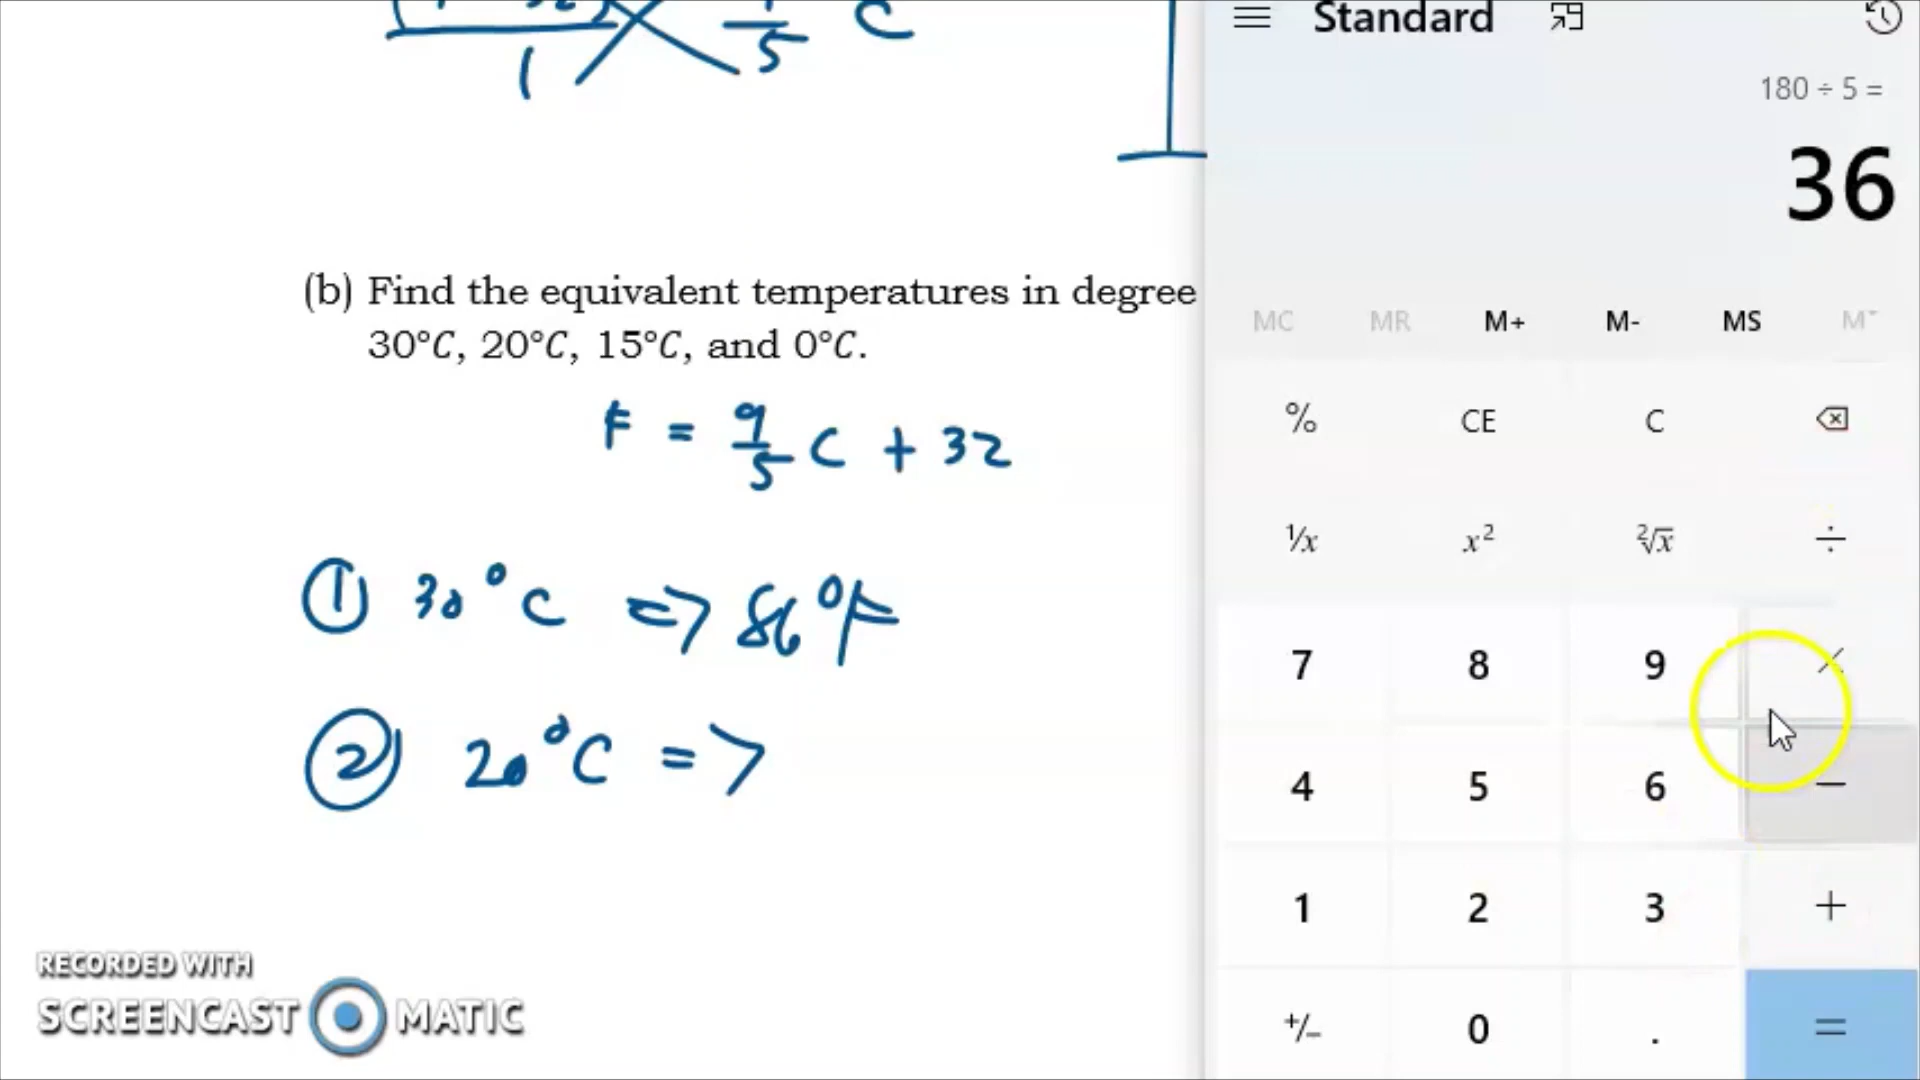 1 5 C
Standard
180 ÷ 5 =
36
(b) Find the equivalent temperatures in degree
30°C, 20°C, 15°C, and 0°C.
F = 9/5 C + 32
① 30°C => 86°F
② 20°C =>
MC MR M+ M- MS M˅
% CE C
⅟x x² ²√x ÷
7 8 9 ×
4 5 6 −
1 2 3 +
+/− 0 . =
RECORDED WITH
SCREENCAST MATIC